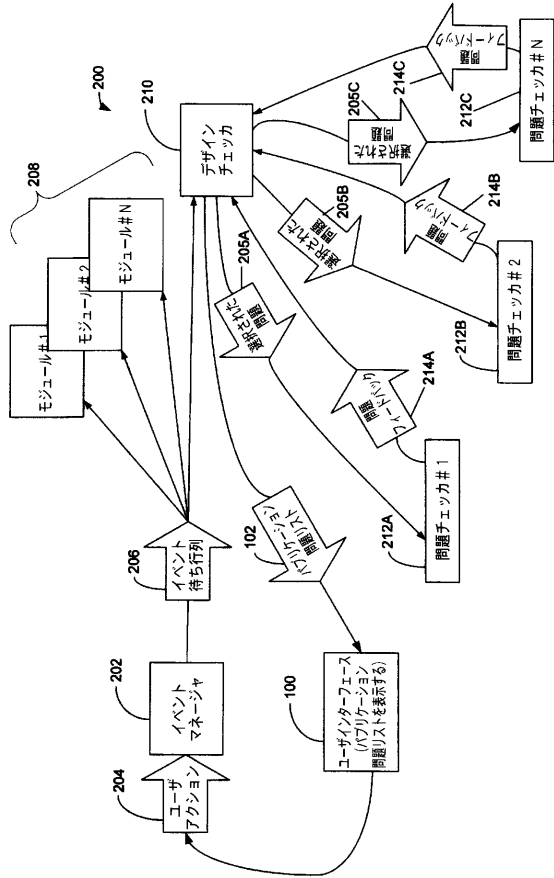 200
208
モジュール#1
モジュール#2
モジュール#N
210
デザイン
チェッカ
206
イベント
待ち行列
202
イベント
マネージャ
204
ユーザ
アクション
100
ユーザインターフェース
(パブリケーション
問題リストを表示する)
102
パブリケーション
問題リスト
205A
選択された
問題
205B
選択された
問題
205C
選択された
問題
214A
問題
フィードバック
214B
問題
フィードバック
214C
問題
フィードバック
212A
問題チェッカ#1
212B
問題チェッカ#2
212C
問題チェッカ#N